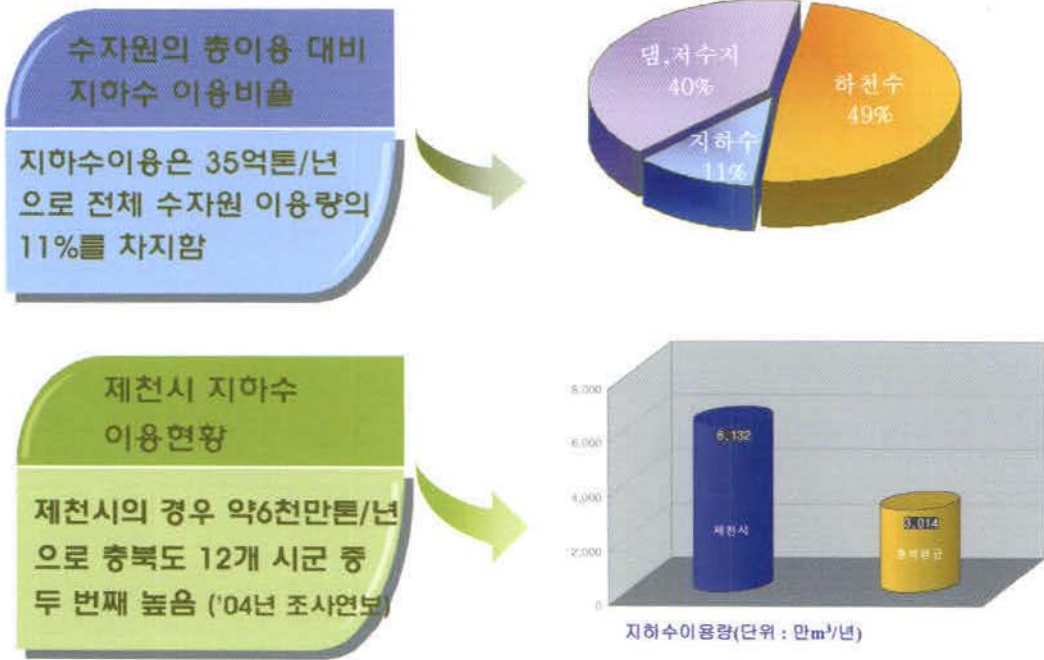 수자원의 총이용 대비
지하수 이용비율
지하수이용은 35억톤/년
으로 전체 수자원 이용량의
11%를 차지함
댐,저수지
40%
하천수
49%
지하수
11%
제천시 지하수
이용현황
제천시의 경우 약6천만톤/년
으로 충북도 12개 시군 중
두 번째 높음 ('04년 조사연보)
8,000
6,000
4,000
2,000
0
6,132
제천시
3,014
충북평균
지하수이용량(단위 : 만m³/년)